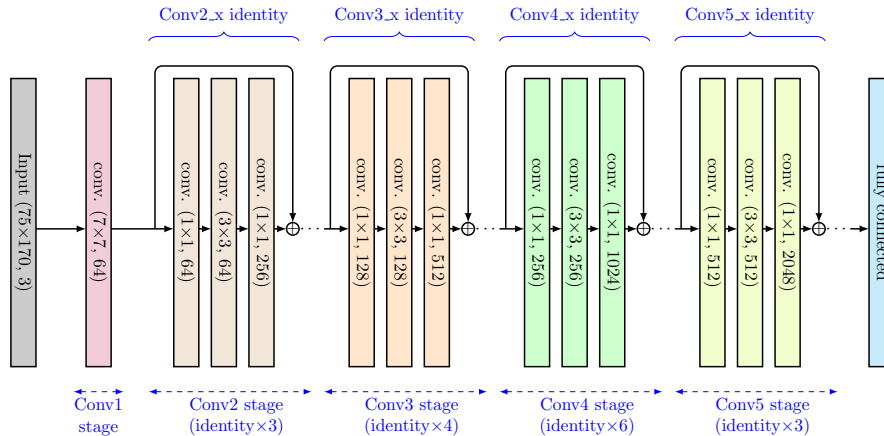 Conv2_x identity
Conv3_x identity
Conv4_x identity
Conv5_x identity
Input (75×170, 3)
conv. (7×7, 64)
conv. (1×1, 64)
conv. (3×3, 64)
conv. (1×1, 256)
conv. (1×1, 128)
conv. (3×3, 128)
conv. (1×1, 512)
conv. (1×1, 256)
conv. (3×3, 256)
conv. (1×1, 1024)
conv. (1×1, 512)
conv. (3×3, 512)
conv. (1×1, 2048)
fully connected
Conv1
stage
Conv2 stage
(identity×3)
Conv3 stage
(identity×4)
Conv4 stage
(identity×6)
Conv5 stage
(identity×3)